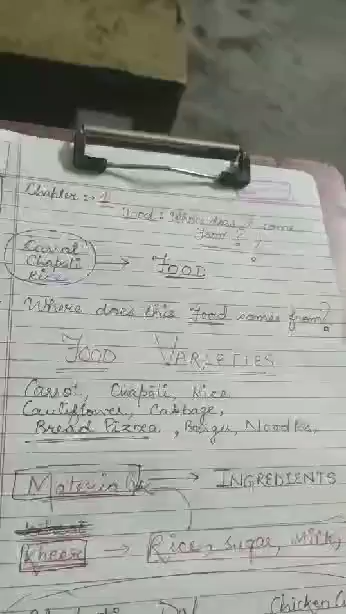 Chapter :- 1
Food: Where does it come
from ?
Carrot
Chapati → FOOD
Rice
Where does this Food comes from?
FOOD VARIETIES
Carrot, Chapati, Rice
Cauliflower, Cabbage,
Bread Pizza, Burger, Noodles,
Materials → INGREDIENTS
Kheer → Rice, Sugar, Milk,
Chicken